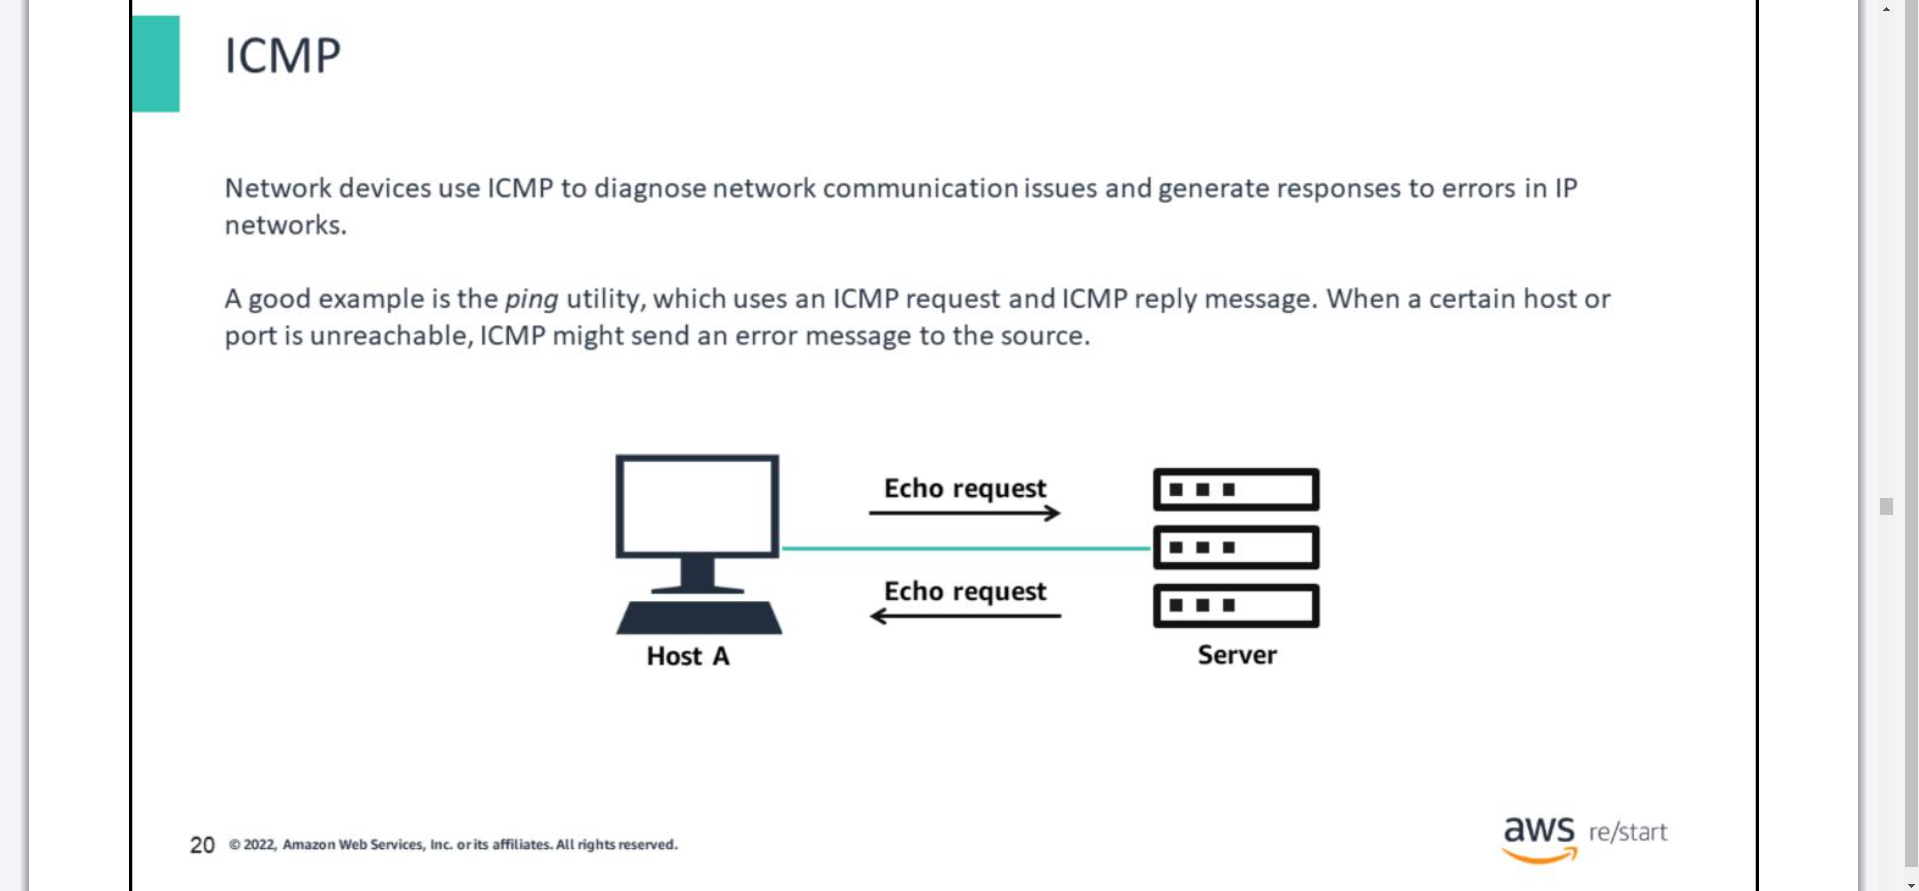 ICMP
Network devices use ICMP to diagnose network communication issues and generate responses to errors in IP
networks.
A good example is the ping utility, which uses an ICMP request and ICMP reply message. When a certain host or
port is unreachable, ICMP might send an error message to the source.
Echo request
Echo request
Host A
Server
20 © 2022, Amazon Web Services, Inc. or its affiliates. All rights reserved.
aws re/start